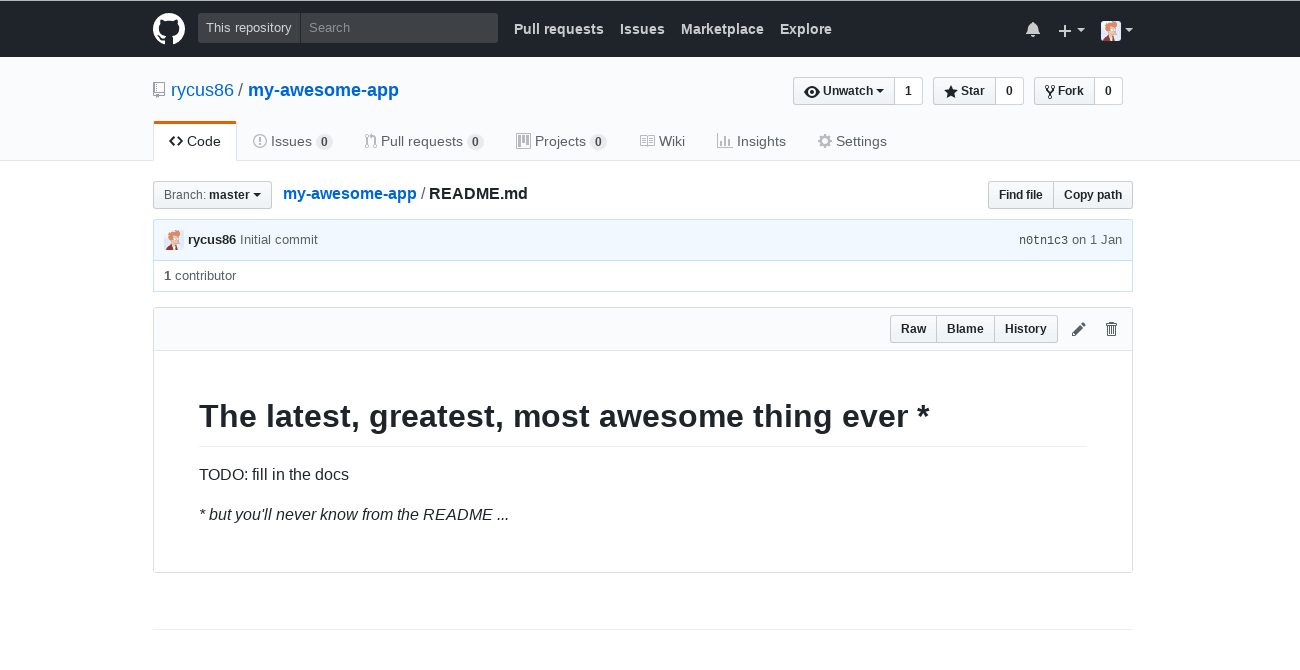 This repository Search Pull requests Issues Marketplace Explore
rycus86 / my-awesome-app Unwatch 1 Star 0 Fork 0
Code Issues 0 Pull requests 0 Projects 0 Wiki Insights Settings
Branch: master my-awesome-app / README.md Find file Copy path
rycus86 Initial commit n0tn1c3 on 1 Jan
1 contributor
Raw Blame History
The latest, greatest, most awesome thing ever *
TODO: fill in the docs
* but you'll never know from the README ...